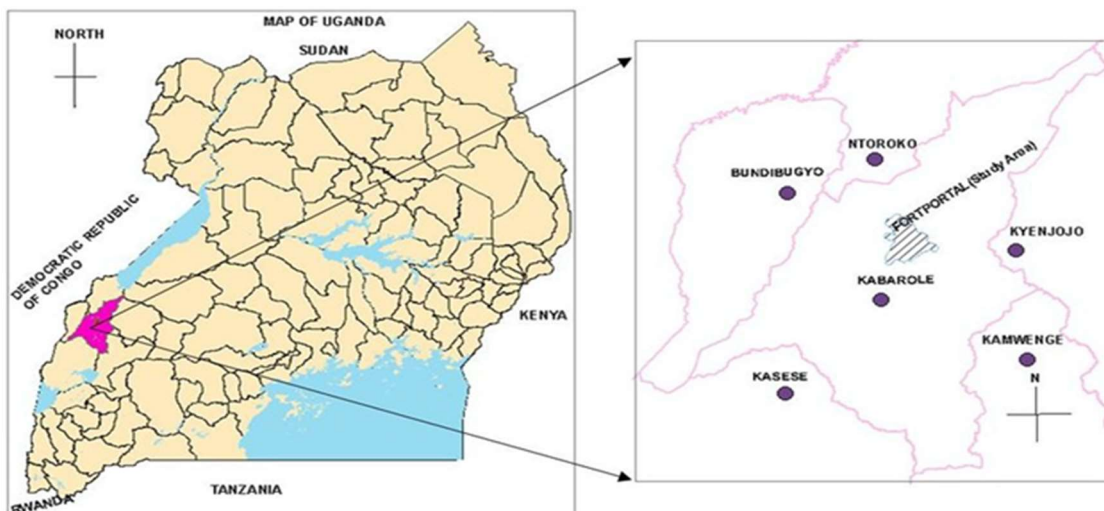 MAP OF UGANDA
NORTH
SUDAN
DEMOCRATIC REPUBLIC
OF CONGO
KENYA
TANZANIA
RWANDA
NTOROKO
BUNDIBUGYO
FORTPORTAL (Study Area)
KYENJOJO
KABAROLE
KAMWENGE
KASESE
N